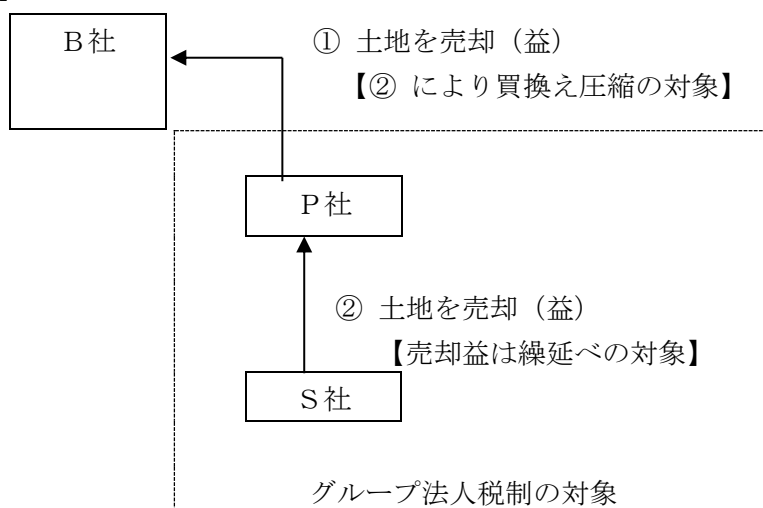 B社
① 土地を売却（益）
【② により買換え圧縮の対象】
P社
② 土地を売却（益）
【売却益は繰延べの対象】
S社
グループ法人税制の対象